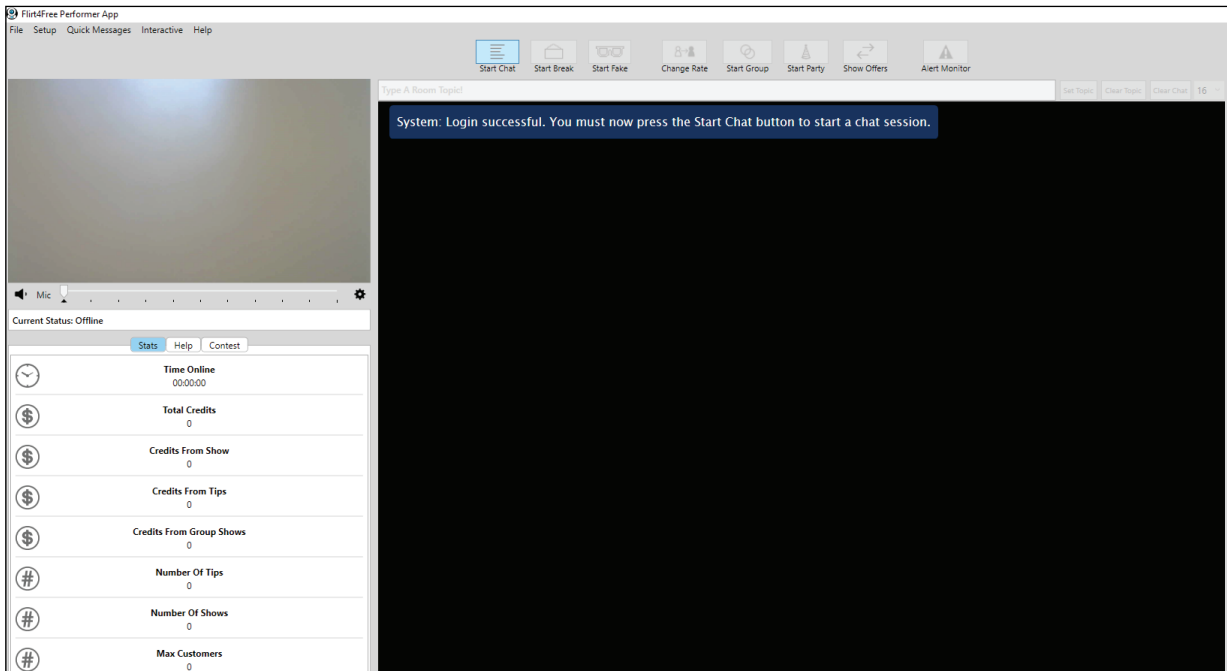 Flirt4Free Performer App
File Setup Quick Messages Interactive Help
Start Chat Start Break Start Fake Change Rate Start Group Start Party Show Offers Alert Monitor
Type A Room Topic! Set Topic Clear Topic Clear Chat 16
System: Login successful. You must now press the Start Chat button to start a chat session.
Mic
Current Status: Offline
Stats Help Contest
Time Online
00:00:00
Total Credits
0
Credits From Show
0
Credits From Tips
0
Credits From Group Shows
0
Number Of Tips
0
Number Of Shows
0
Max Customers
0